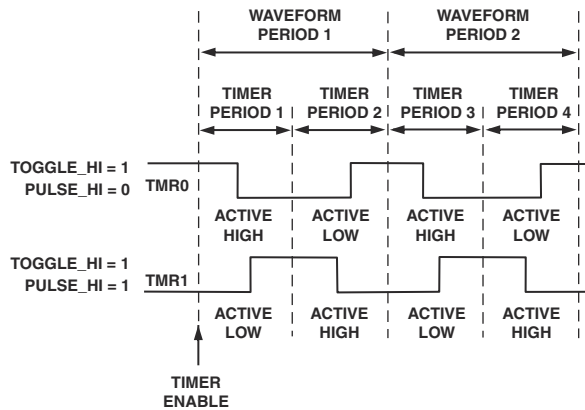 WAVEFORM PERIOD 1
WAVEFORM PERIOD 2
TIMER PERIOD 1
TIMER PERIOD 2
TIMER PERIOD 3
TIMER PERIOD 4
TOGGLE_HI = 1
PULSE_HI = 0
TMR0
ACTIVE HIGH
ACTIVE LOW
ACTIVE HIGH
ACTIVE LOW
TOGGLE_HI = 1
PULSE_HI = 1
TMR1
ACTIVE LOW
ACTIVE HIGH
ACTIVE LOW
ACTIVE HIGH
TIMER ENABLE